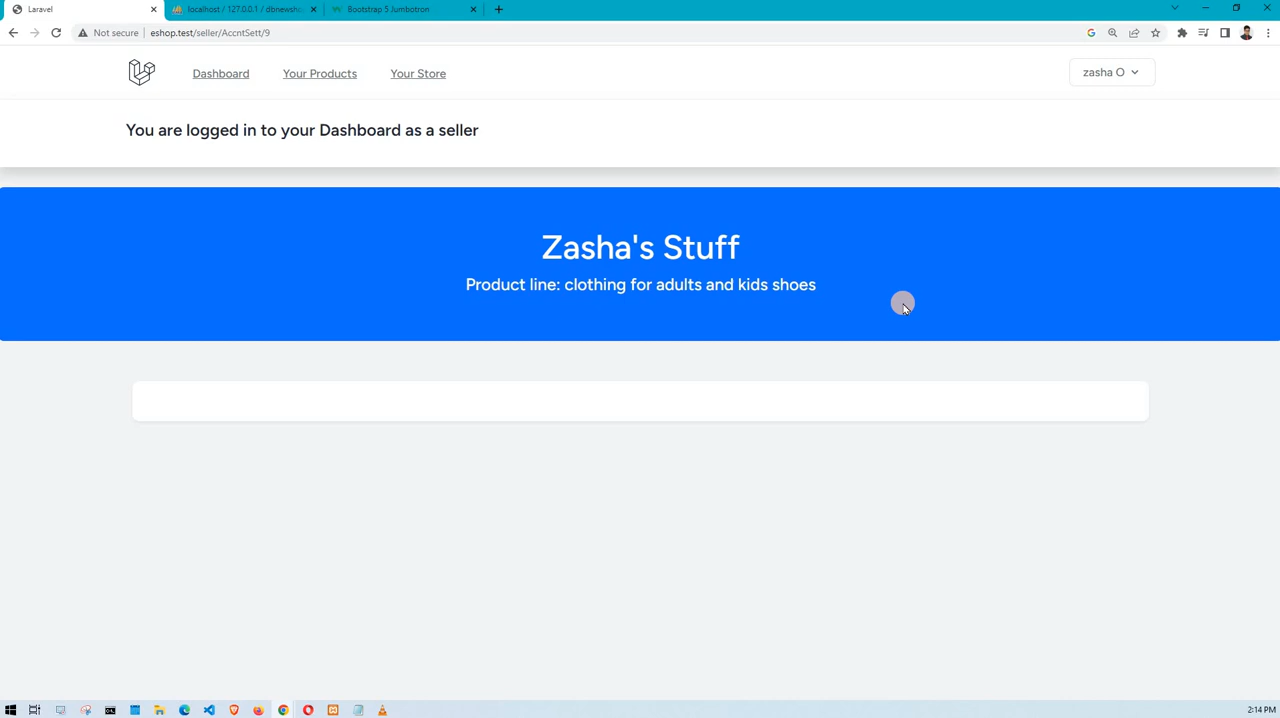 Laravel
localhost / 127.0.0.1 / dbnewsh
Bootstrap 5 Jumbotron
Not secure
eshop.test/seller/AccntSett/9
Dashboard
Your Products
Your Store
zasha O
You are logged in to your Dashboard as a seller
Zasha's Stuff
Product line: clothing for adults and kids shoes
2:14 PM